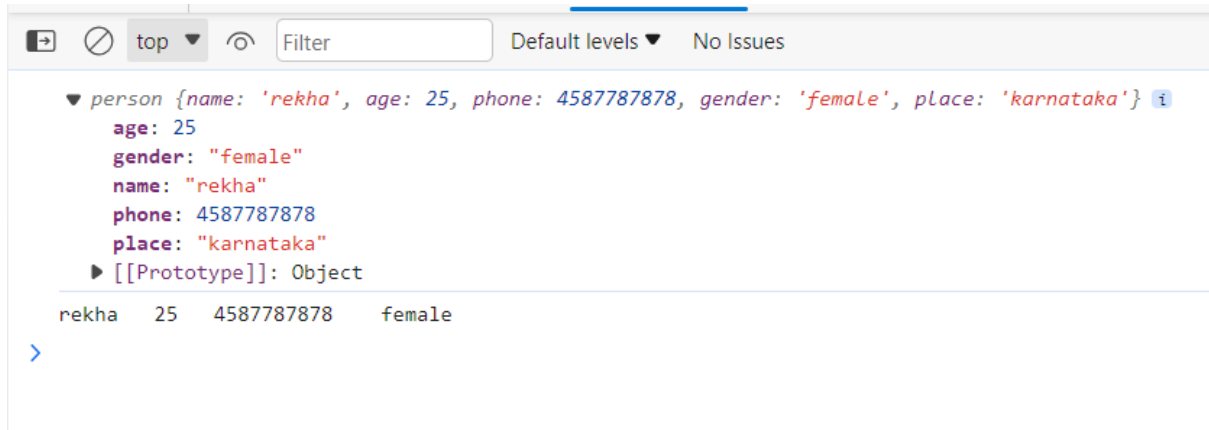 top Filter Default levels No Issues
person {name: 'rekha', age: 25, phone: 4587787878, gender: 'female', place: 'karnataka'} i
age: 25
gender: "female"
name: "rekha"
phone: 4587787878
place: "karnataka"
[[Prototype]]: Object
rekha 25 4587787878 female